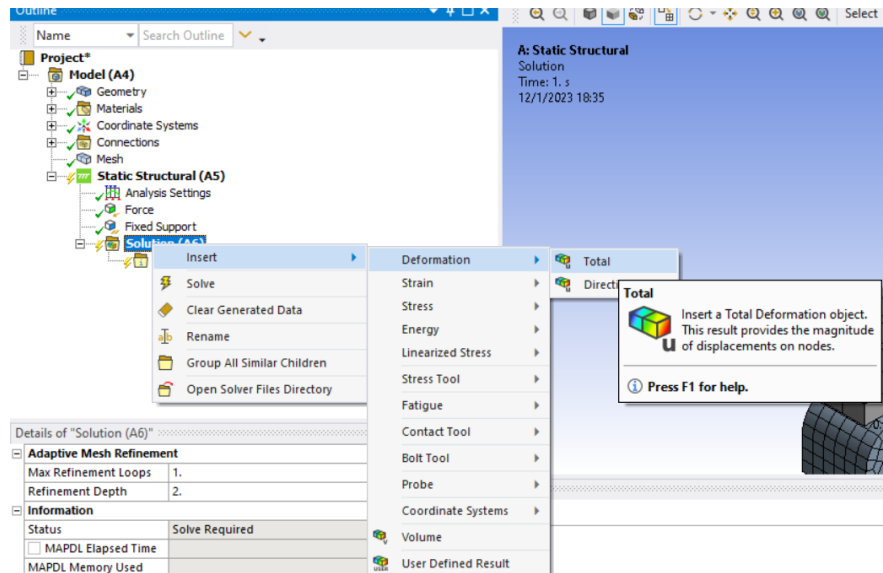 Outline
Name
Search Outline
Select
Project*
Model (A4)
Geometry
Materials
Coordinate Systems
Connections
Mesh
Static Structural (A5)
Analysis Settings
Force
Fixed Support
Solution (A6)
A: Static Structural
Solution
Time: 1. s
12/1/2023 18:35
Insert
Solve
Clear Generated Data
Rename
Group All Similar Children
Open Solver Files Directory
Deformation
Strain
Stress
Energy
Linearized Stress
Stress Tool
Fatigue
Contact Tool
Bolt Tool
Probe
Coordinate Systems
Volume
User Defined Result
Total
Directi
Total
Insert a Total Deformation object.
This result provides the magnitude
of displacements on nodes.
Press F1 for help.
Details of "Solution (A6)"
Adaptive Mesh Refinement
Max Refinement Loops 1.
Refinement Depth 2.
Information
Status Solve Required
MAPDL Elapsed Time
MAPDL Memory Used